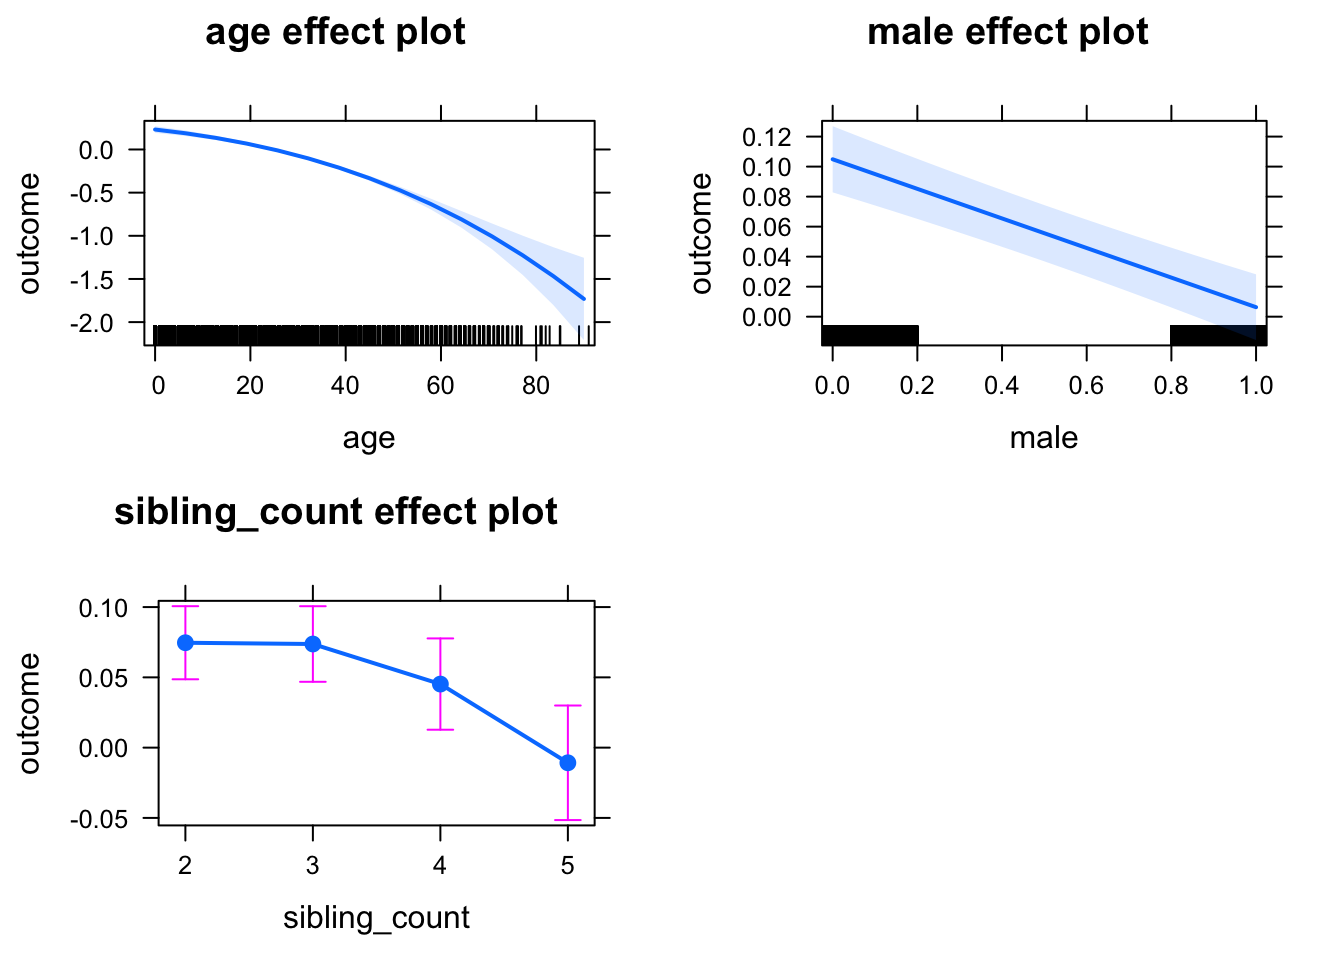 age effect plot
outcome
0.0
-0.5
-1.0
-1.5
-2.0
0 20 40 60 80
age
male effect plot
outcome
0.12
0.10
0.08
0.06
0.04
0.02
0.00
0.0 0.2 0.4 0.6 0.8 1.0
male
sibling_count effect plot
outcome
0.10
0.05
0.00
-0.05
2 3 4 5
sibling_count